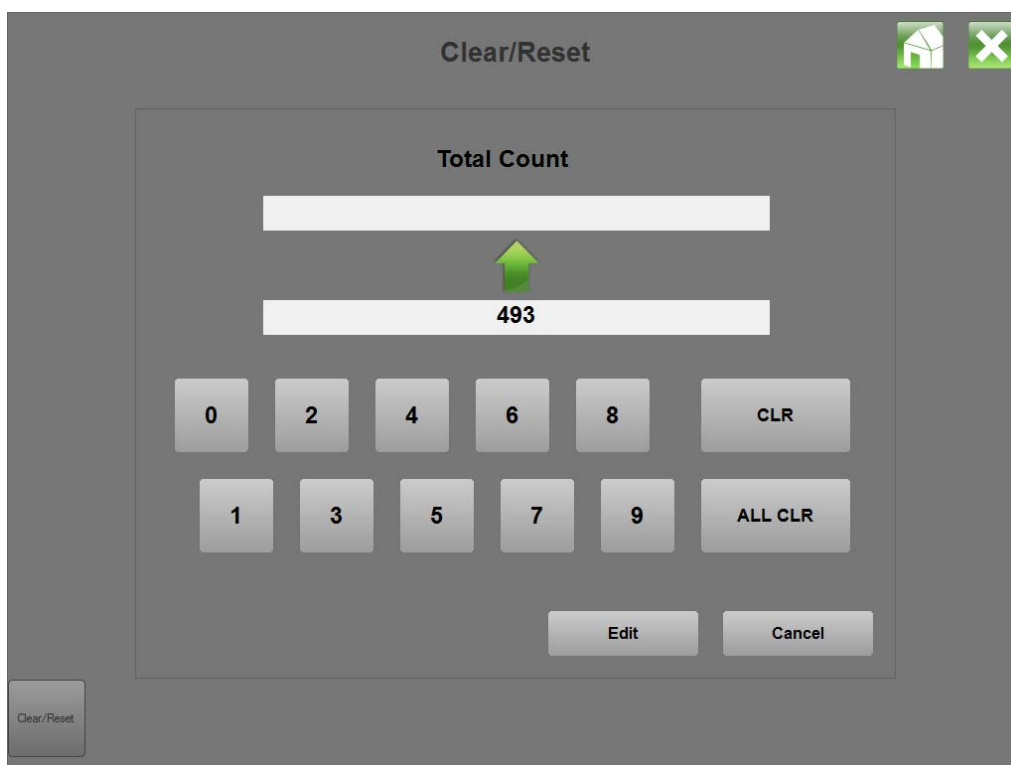 Clear/Reset
Total Count
493
0 2 4 6 8 CLR
1 3 5 7 9 ALL CLR
Edit Cancel
Clear/Reset